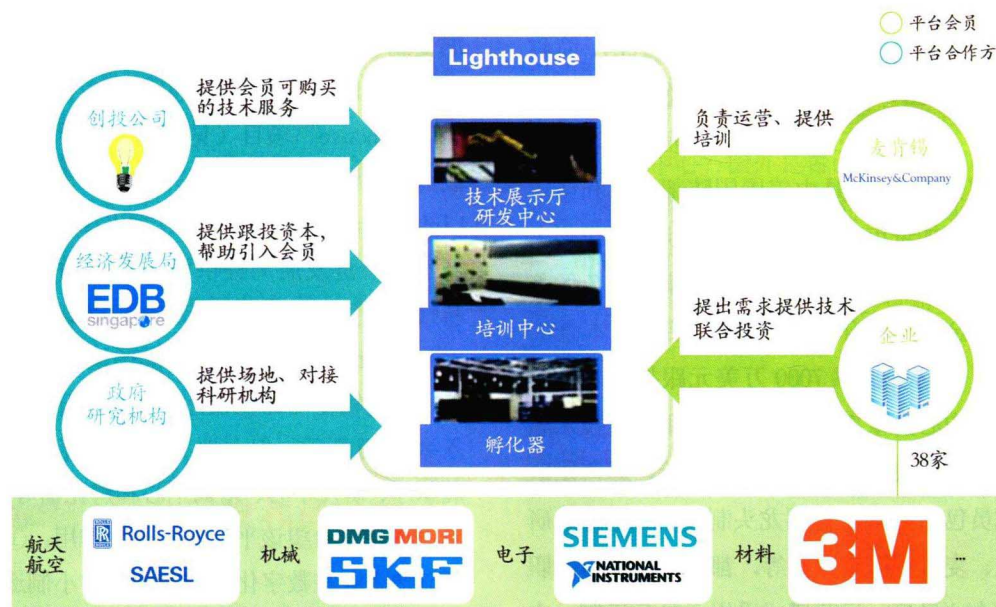 平台会员
平台合作方
Lighthouse
创投公司
提供会员可购买
的技术服务
经济发展局
EDB
singapore
提供跟投资本，
帮助引入会员
政府
研究机构
提供场地、对接
科研机构
技术展示厅
研发中心
培训中心
孵化器
负责运营、提供
培训
麦肯锡
McKinsey&Company
提出需求提供技术
联合投资
企业
38家
航天
航空
RR
Rolls-Royce
SAESL
机械
DMG MORI
SKF
电子
SIEMENS
NATIONAL
INSTRUMENTS
材料
3M
...